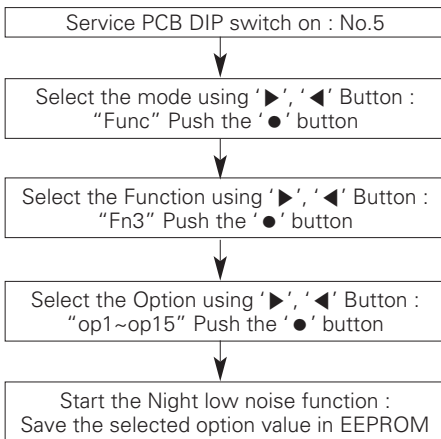 Service PCB DIP switch on : No.5
Select the mode using ‘▶’, ‘◀’ Button :
“Func” Push the ‘●’ button
Select the Function using ‘▶’, ‘◀’ Button :
“Fn3” Push the ‘●’ button
Select the Option using ‘▶’, ‘◀’ Button :
“op1~op15” Push the ‘●’ button
Start the Night low noise function :
Save the selected option value in EEPROM